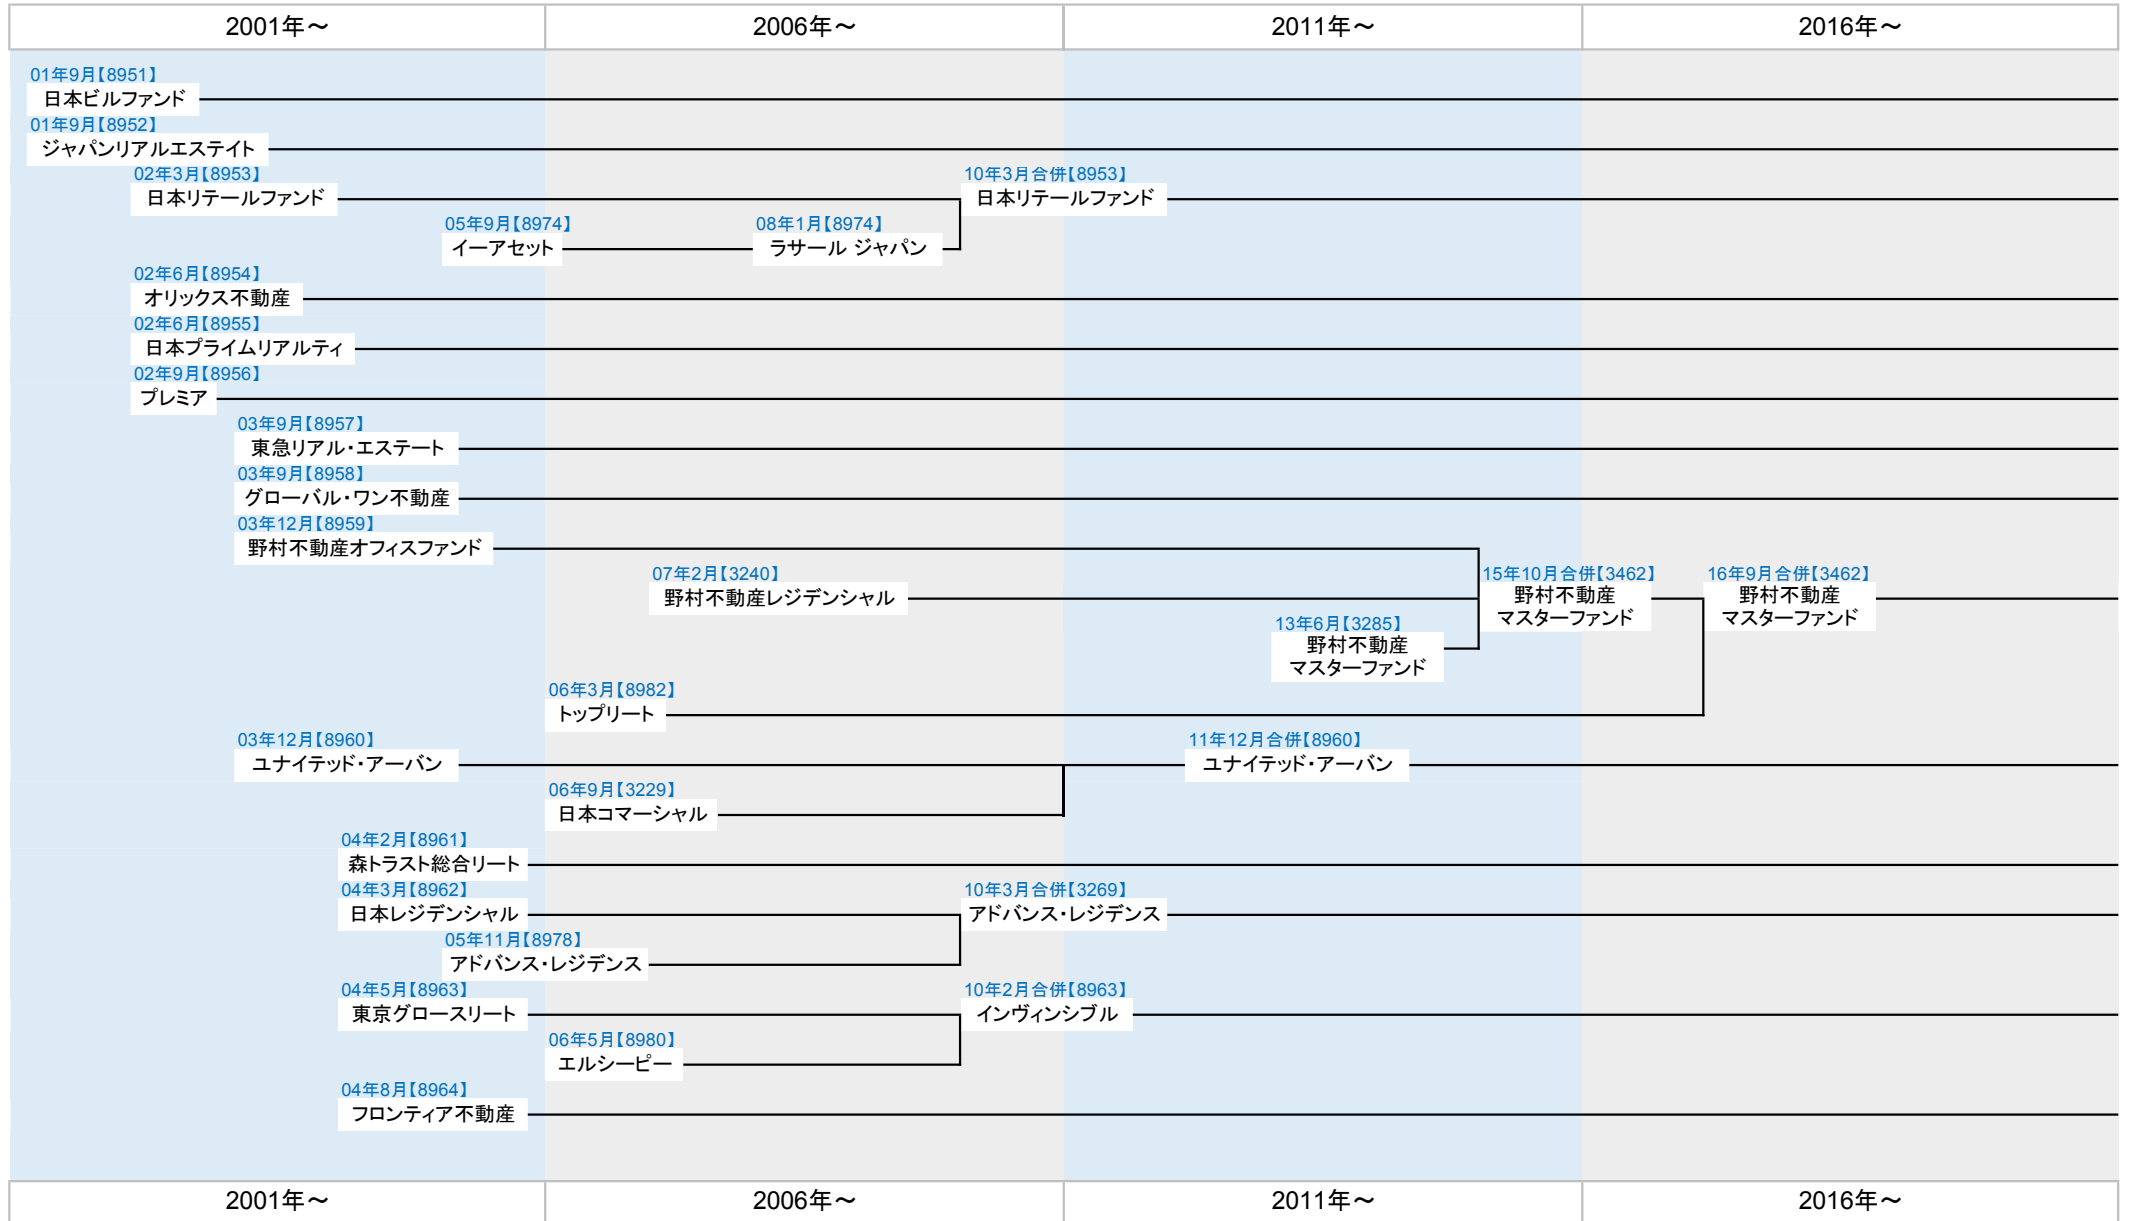 2001年～
2006年～
2011年～
2016年～
01年9月【8951】
日本ビルファンド
01年9月【8952】
ジャパンリアルエステイト
02年3月【8953】
日本リテールファンド
10年3月合併【8953】
日本リテールファンド
05年9月【8974】
イーアセット
08年1月【8974】
ラサール ジャパン
02年6月【8954】
オリックス不動産
02年6月【8955】
日本プライムリアルティ
02年9月【8956】
プレミア
03年9月【8957】
東急リアル・エステート
03年9月【8958】
グローバル・ワン不動産
03年12月【8959】
野村不動産オフィスファンド
07年2月【3240】
野村不動産レジデンシャル
15年10月合併【3462】
野村不動産
マスターファンド
16年9月合併【3462】
野村不動産
マスターファンド
13年6月【3285】
野村不動産
マスターファンド
06年3月【8982】
トップリート
03年12月【8960】
ユナイテッド・アーバン
11年12月合併【8960】
ユナイテッド・アーバン
06年9月【3229】
日本コマーシャル
04年2月【8961】
森トラスト総合リート
04年3月【8962】
日本レジデンシャル
10年3月合併【3269】
アドバンス・レジデンス
05年11月【8978】
アドバンス・レジデンス
04年5月【8963】
東京グロースリート
10年2月合併【8963】
インヴィンシブル
06年5月【8980】
エルシーピー
04年8月【8964】
フロンティア不動産
2001年～
2006年～
2011年～
2016年～